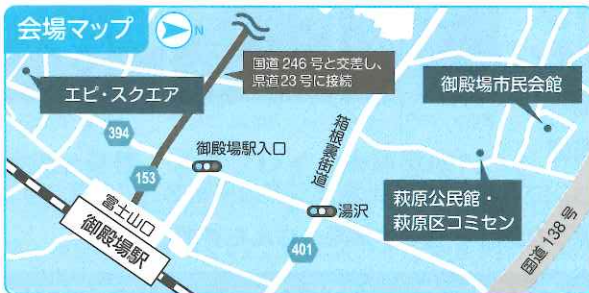 会場マップ
N
国道246号と交差し、
県道23号に接続
エピ・スクエア
御殿場市民会館
394
御殿場駅入口
箱根裏街道
153
富士山口
御殿場駅
湯沢
401
萩原公民館・
萩原区コミセン
国道138号